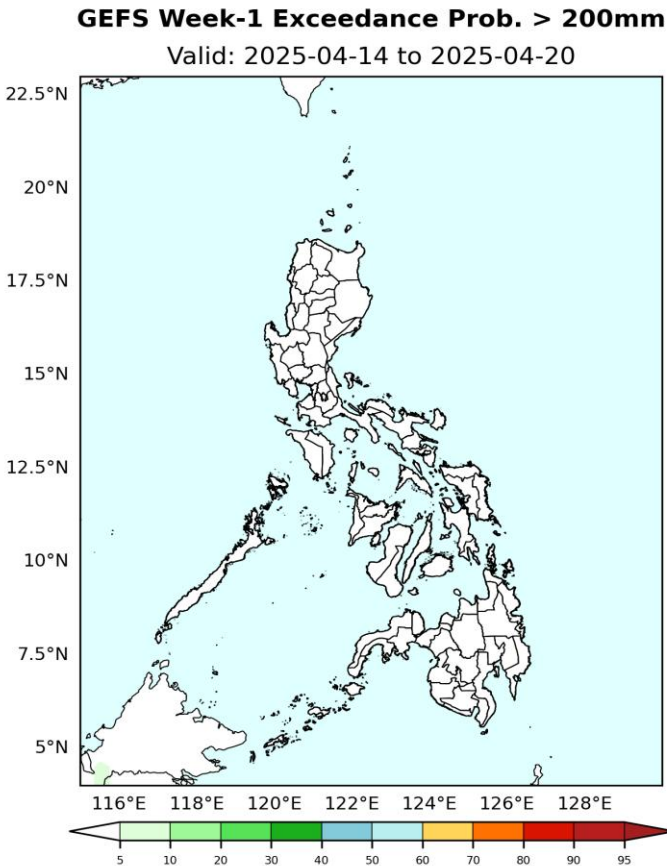 GEFS Week-1 Exceedance Prob. > 200mm
Valid: 2025-04-14 to 2025-04-20
22.5°N
20°N
17.5°N
15°N
12.5°N
10°N
7.5°N
5°N
116°E 118°E 120°E 122°E 124°E 126°E 128°E
5 10 20 30 40 50 60 70 80 90 95